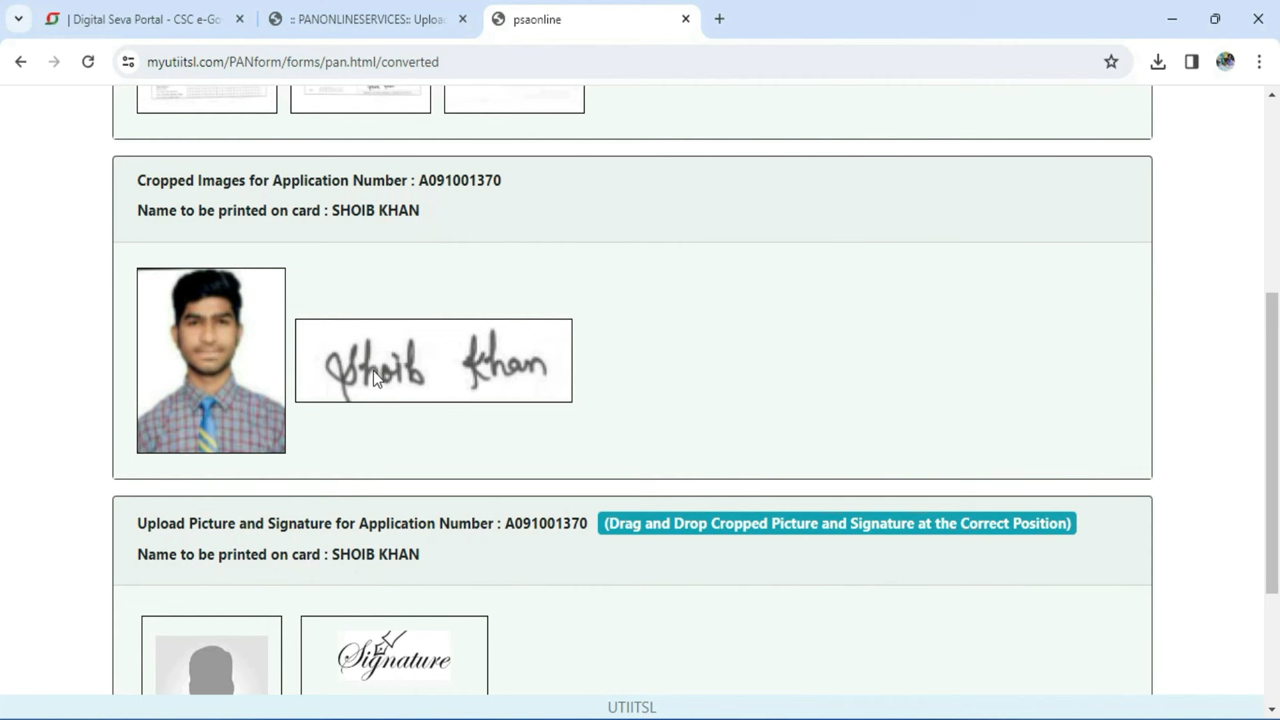 | Digital Seva Portal - CSC e-Go
:: PANONLINESERVICES:: Uploa
psaonline
myutiitsl.com/PANform/forms/pan.html/converted
Cropped Images for Application Number : A091001370
Name to be printed on card : SHOIB KHAN
Shoib Khan
Upload Picture and Signature for Application Number : A091001370 (Drag and Drop Cropped Picture and Signature at the Correct Position)
Name to be printed on card : SHOIB KHAN
Signature
UTIITSL